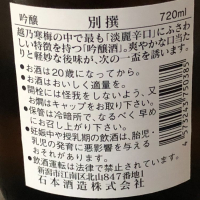 吟醸 別撰 720ml
越乃寒梅の中で最も「淡麗辛口」にふさわ
しい特徴を持つ「吟醸酒」。爽やかな口当た
りと軽妙な後味が、次の一盃を誘います。
●お酒は20歳になってから。
●お酒はおいしく適量を。
●開栓には怪我をしないよう、又
お燗はキャップをお取り下さい。
●保管は冷暗所で、なるべく早め
にお召し上がり下さい。
●妊娠中や授乳期の飲酒は、胎児・
乳児の発育に悪影響を与えるお
それがあります。
●飲酒運転は法律で禁止されています。
新潟市江南区北山847番地1
石本酒造株式会社
4573243750385